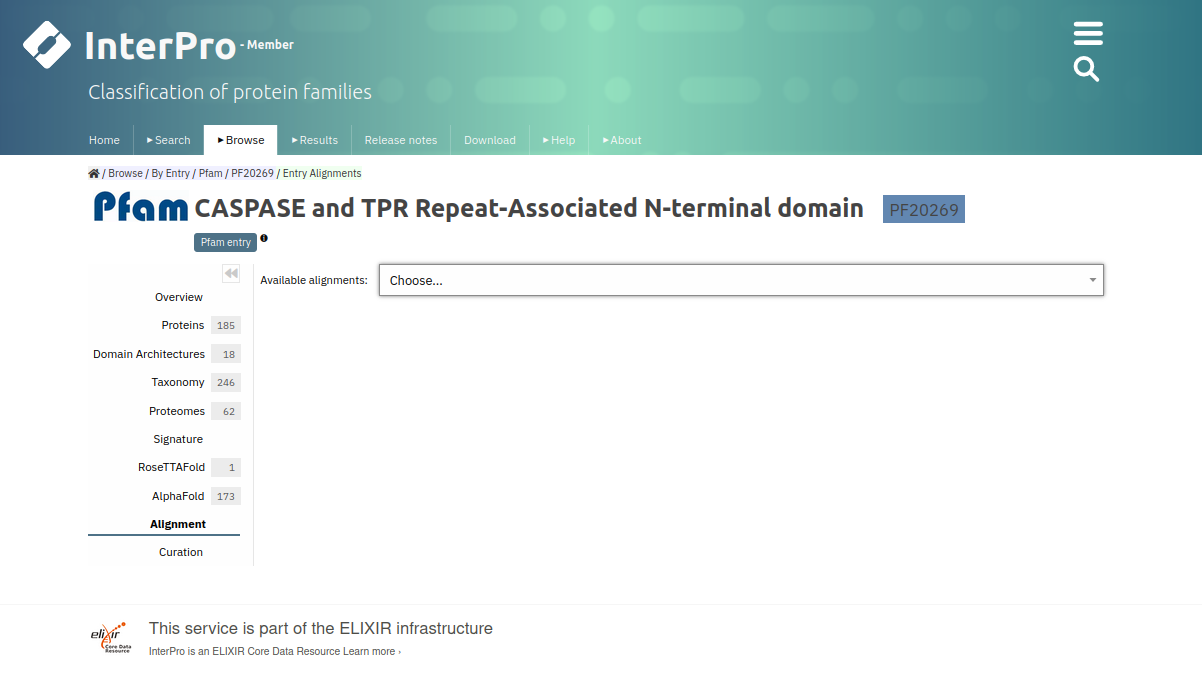 InterPro - Member
Classification of protein families
Home ▸ Search ▸ Browse ▸ Results Release notes Download ▸ Help ▸ About
/ Browse / By Entry / Pfam / PF20269 / Entry Alignments
Pfam CASPASE and TPR Repeat-Associated N-terminal domain PF20269
Pfam entry
Available alignments: Choose...
Overview
Proteins 185
Domain Architectures 18
Taxonomy 246
Proteomes 62
Signature
RoseTTAFold 1
AlphaFold 173
Alignment
Curation
elixir Core Data Resource
This service is part of the ELIXIR infrastructure
InterPro is an ELIXIR Core Data Resource Learn more ›